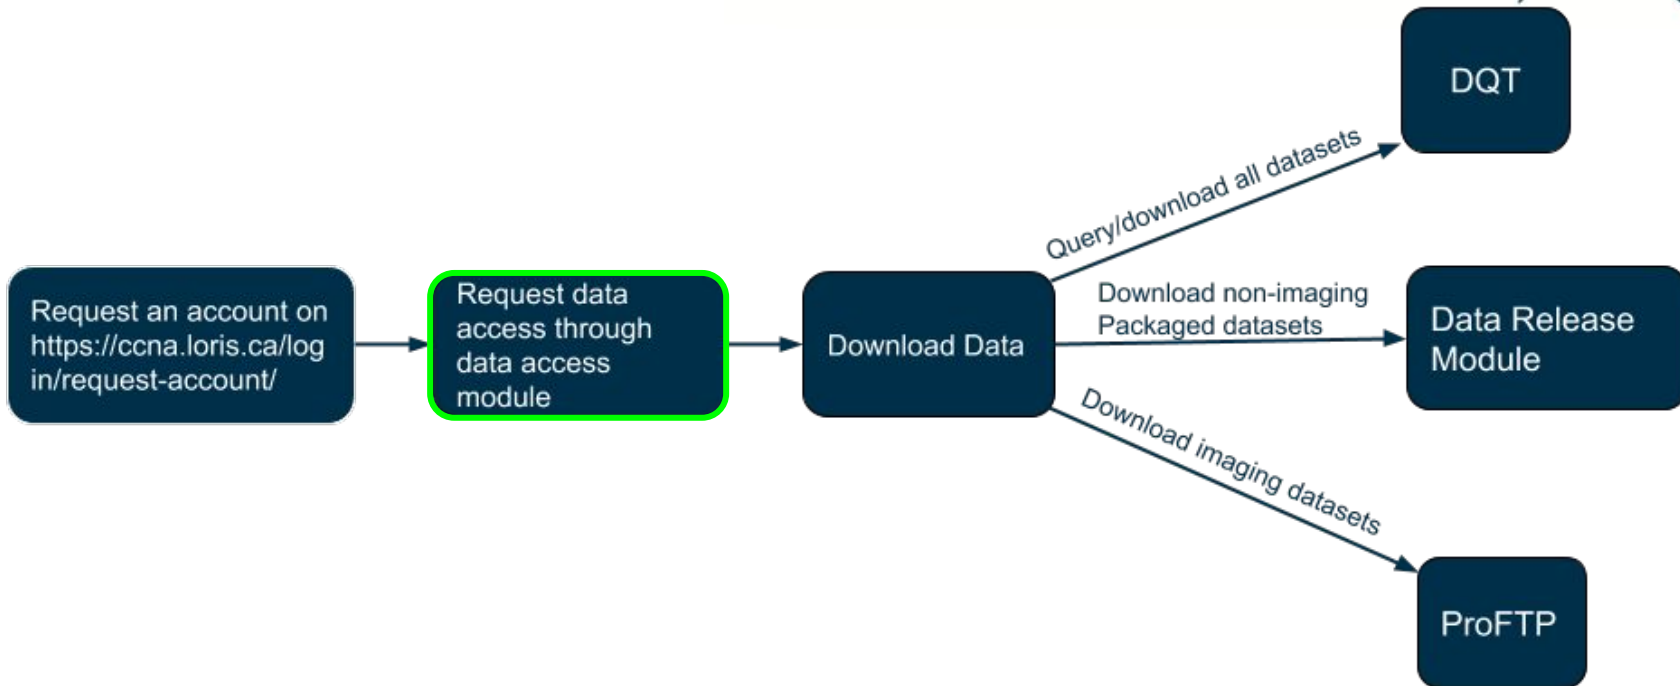 Request an account on
https://ccna.loris.ca/log
in/request-account/
Request data
access through
data access
module
Download Data
Query/download all datasets
DQT
Download non-imaging
Packaged datasets
Data Release
Module
Download imaging datasets
ProFTP